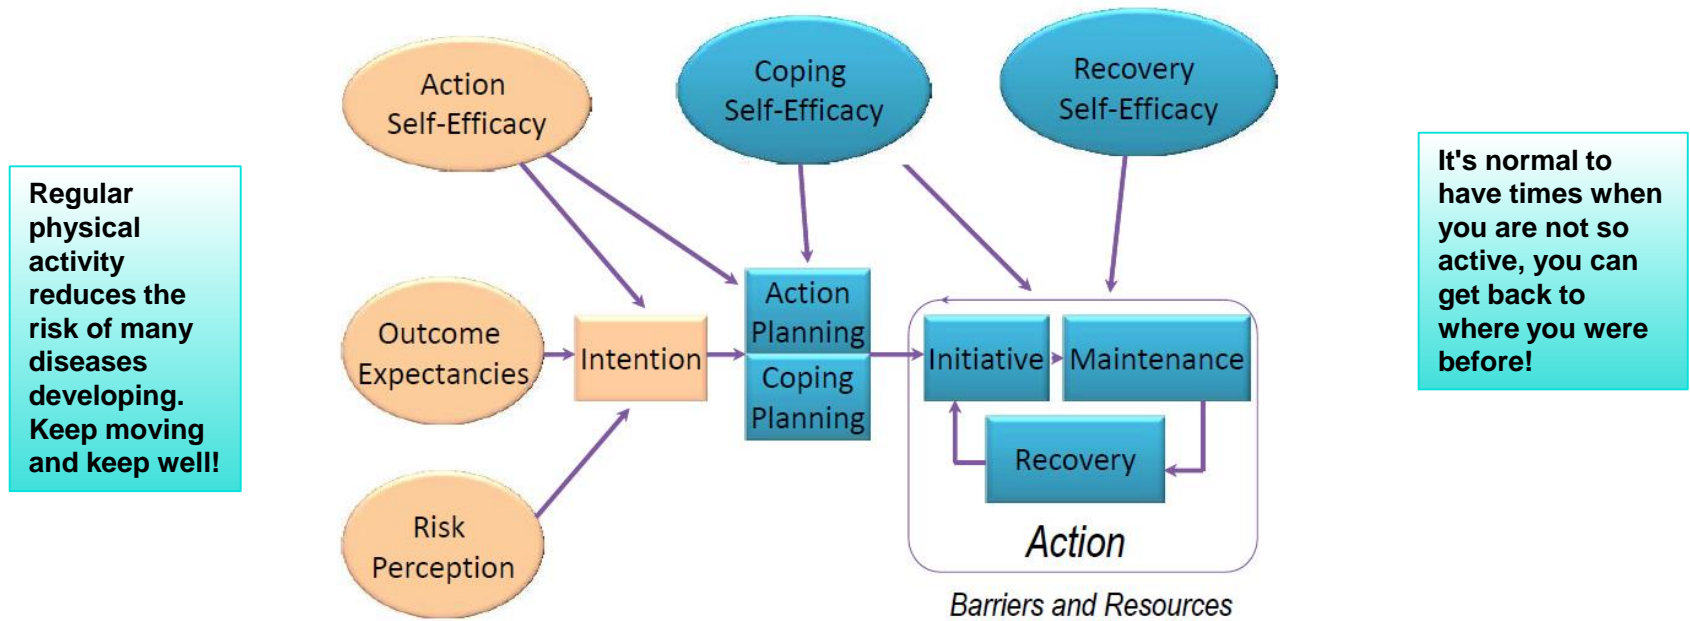 Regular
physical
activity
reduces the
risk of many
diseases
developing.
Keep moving
and keep well!
Action
Self-Efficacy
Coping
Self-Efficacy
Recovery
Self-Efficacy
Outcome
Expectancies
Risk
Perception
Intention
Action
Planning
Coping
Planning
Initiative
Maintenance
Recovery
Action
Barriers and Resources
It's normal to
have times when
you are not so
active, you can
get back to
where you were
before!